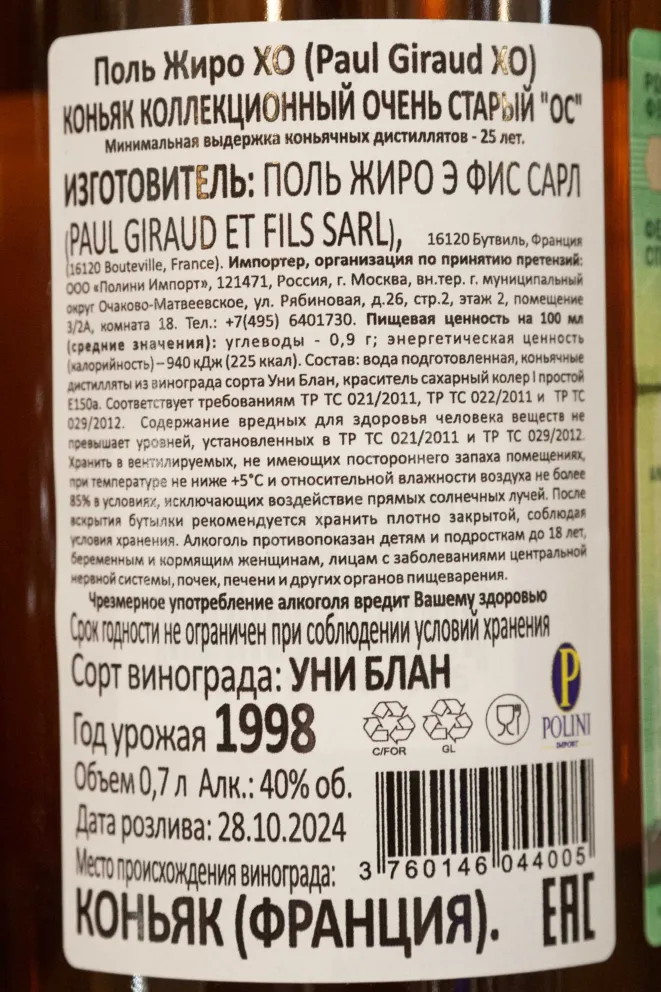 Поль Жиро ХО (Paul Giraud XO)
КОНЬЯК КОЛЛЕКЦИОННЫЙ ОЧЕНЬ СТАРЫЙ "ОС"
Минимальная выдержка коньячных дистиллятов - 25 лет.
ИЗГОТОВИТЕЛЬ: ПОЛЬ ЖИРО Э ФИС САРЛ
(PAUL GIRAUD ET FILS SARL), 16120 Бутвиль, Франция
(16120 Bouteville, France). Импортер, организация по принятию претензий:
ООО «Полини Импорт», 121471, Россия, г. Москва, вн.тер. г. муниципальный
округ Очаково-Матвеевское, ул. Рябиновая, д.26, стр.2, этаж 2, помещение
3/2А, комната 18. Тел.: +7(495) 6401730. Пищевая ценность на 100 мл
(средние значения): углеводы - 0,9 г; энергетическая ценность
(калорийность) – 940 кДж (225 ккал). Состав: вода подготовленная, коньячные
дистилляты из винограда сорта Уни Блан, краситель сахарный колер I простой
Е150а. Соответствует требованиям ТР ТС 021/2011, ТР ТС 022/2011 и ТР ТС
029/2012. Содержание вредных для здоровья человека веществ не
превышает уровней, установленных в ТР ТС 021/2011 и ТР ТС 029/2012.
Хранить в вентилируемых, не имеющих постороннего запаха помещениях,
при температуре не ниже +5°С и относительной влажности воздуха не более
85% в условиях, исключающих воздействие прямых солнечных лучей. После
вскрытия бутылки рекомендуется хранить плотно закрытой, соблюдая
условия хранения. Алкоголь противопоказан детям и подросткам до 18 лет,
беременным и кормящим женщинам, лицам с заболеваниями центральной
нервной системы, почек, печени и других органов пищеварения.
Чрезмерное употребление алкоголя вредит Вашему здоровью
Срок годности не ограничен при соблюдении условий хранения
Сорт винограда: УНИ БЛАН
Год урожая 1998
C/FOR GL
P
POLINI
IMPORT
Объем 0,7 л Алк.: 40% об.
Дата розлива: 28.10.2024
Место происхождения винограда:
3 760146 044005
КОНЬЯК (ФРАНЦИЯ).
EAC